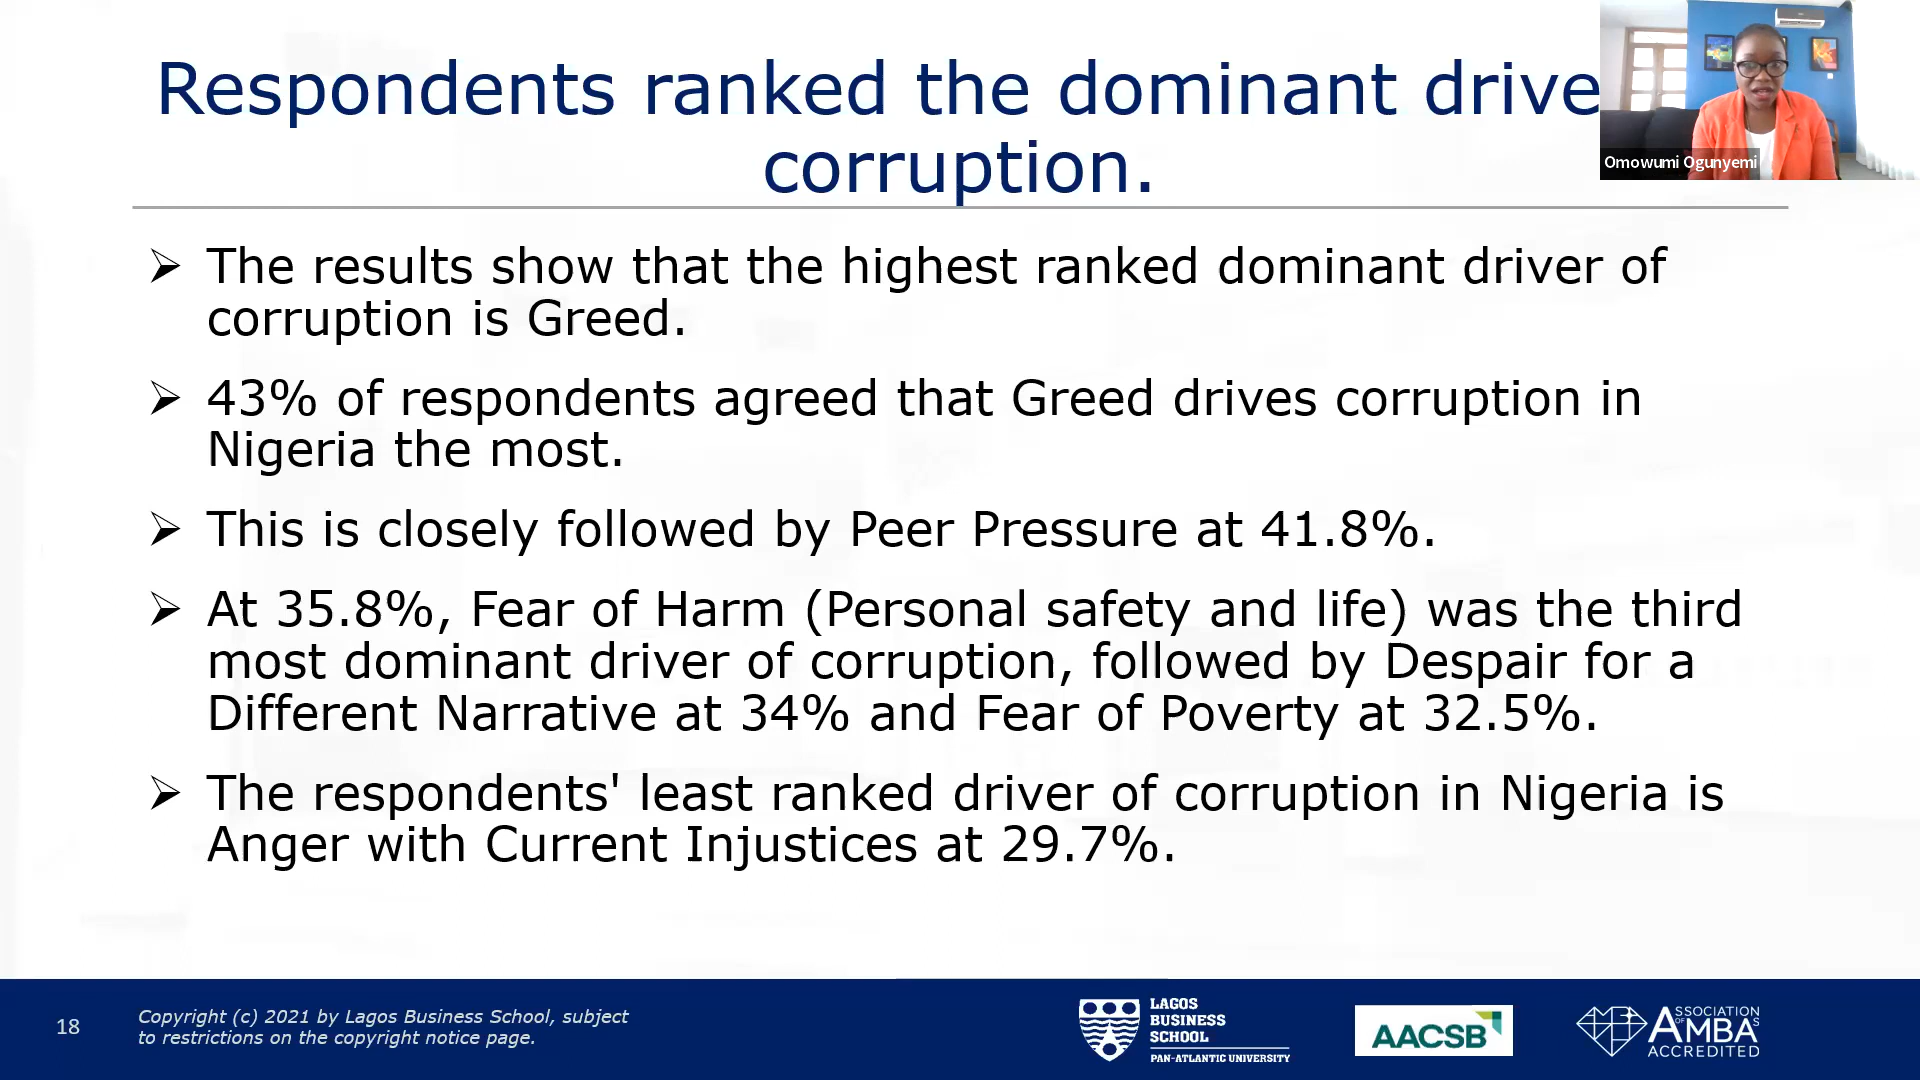 Respondents ranked the dominant drive
corruption.
Omowumi Ogunyemi
➢ The results show that the highest ranked dominant driver of
corruption is Greed.
➢ 43% of respondents agreed that Greed drives corruption in
Nigeria the most.
➢ This is closely followed by Peer Pressure at 41.8%.
➢ At 35.8%, Fear of Harm (Personal safety and life) was the third
most dominant driver of corruption, followed by Despair for a
Different Narrative at 34% and Fear of Poverty at 32.5%.
➢ The respondents' least ranked driver of corruption in Nigeria is
Anger with Current Injustices at 29.7%.
18
Copyright (c) 2021 by Lagos Business School, subject
to restrictions on the copyright notice page.
LAGOS
BUSINESS
SCHOOL
PAN-ATLANTIC UNIVERSITY
AACSB
ASSOCIATION
OF AMBAS
ACCREDITED